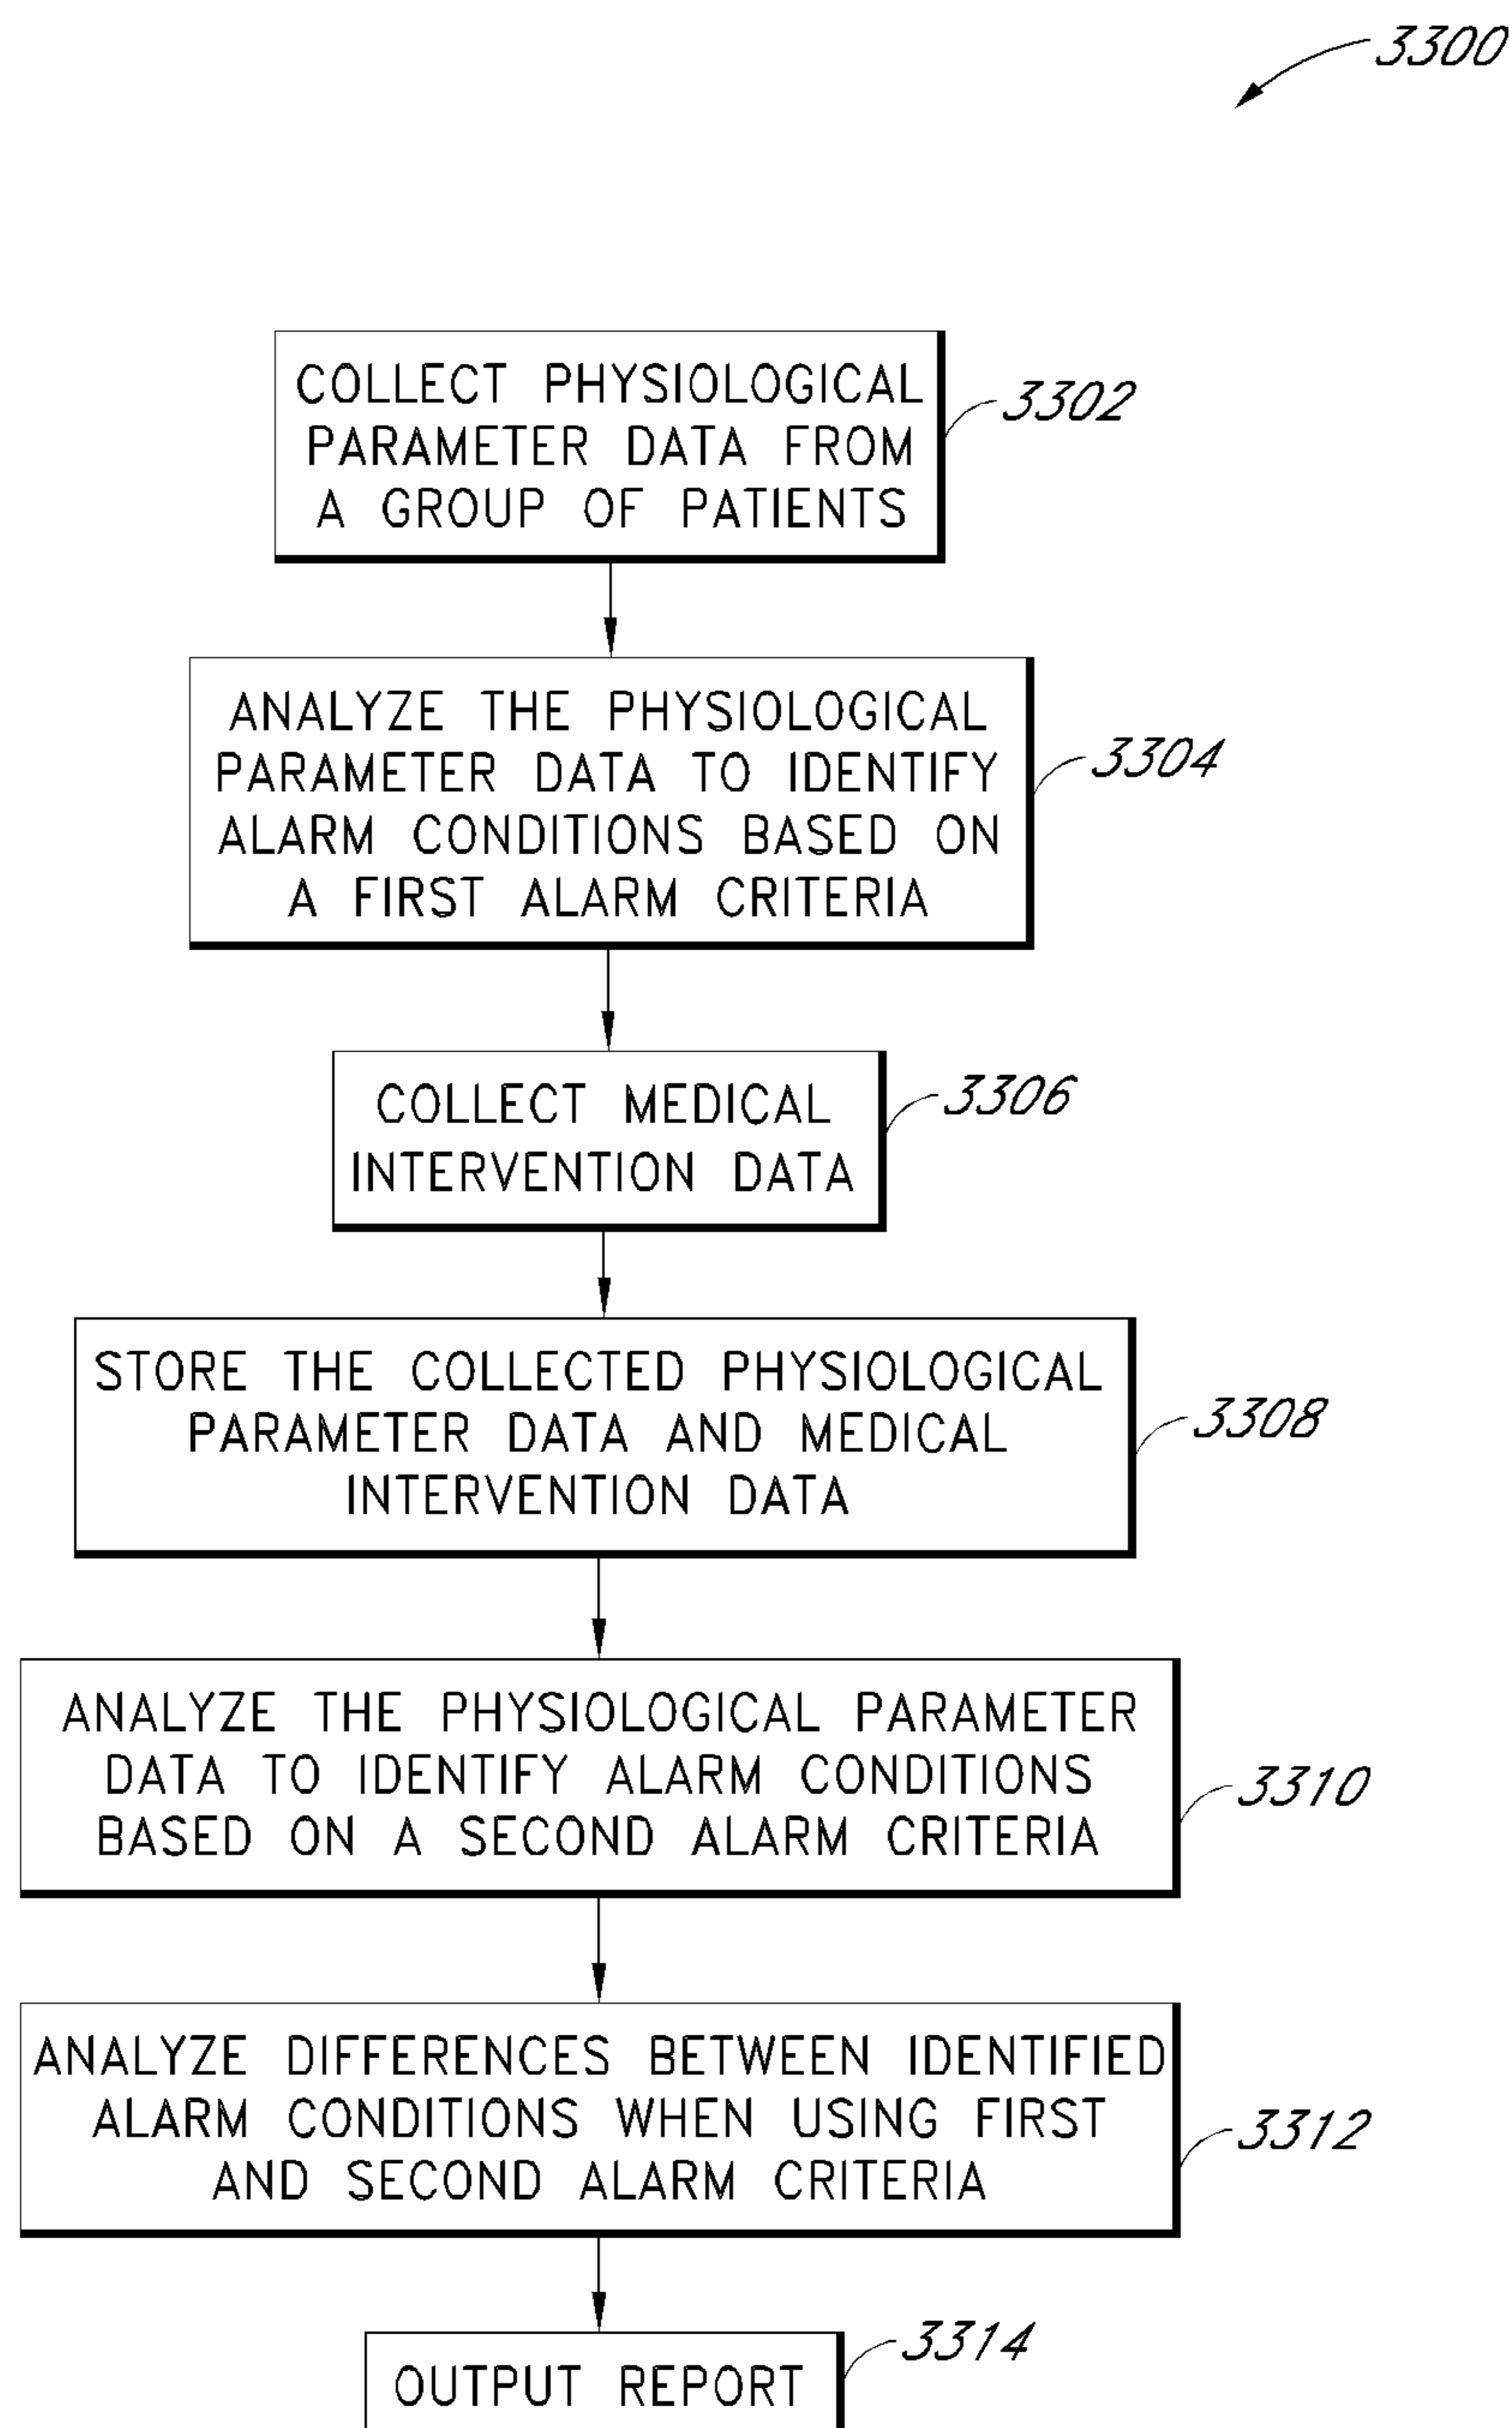 3300
COLLECT PHYSIOLOGICAL
PARAMETER DATA FROM
A GROUP OF PATIENTS
3302
ANALYZE THE PHYSIOLOGICAL
PARAMETER DATA TO IDENTIFY
ALARM CONDITIONS BASED ON
A FIRST ALARM CRITERIA
3304
COLLECT MEDICAL
INTERVENTION DATA
3306
STORE THE COLLECTED PHYSIOLOGICAL
PARAMETER DATA AND MEDICAL
INTERVENTION DATA
3308
ANALYZE THE PHYSIOLOGICAL PARAMETER
DATA TO IDENTIFY ALARM CONDITIONS
BASED ON A SECOND ALARM CRITERIA
3310
ANALYZE DIFFERENCES BETWEEN IDENTIFIED
ALARM CONDITIONS WHEN USING FIRST
AND SECOND ALARM CRITERIA
3312
OUTPUT REPORT
3314